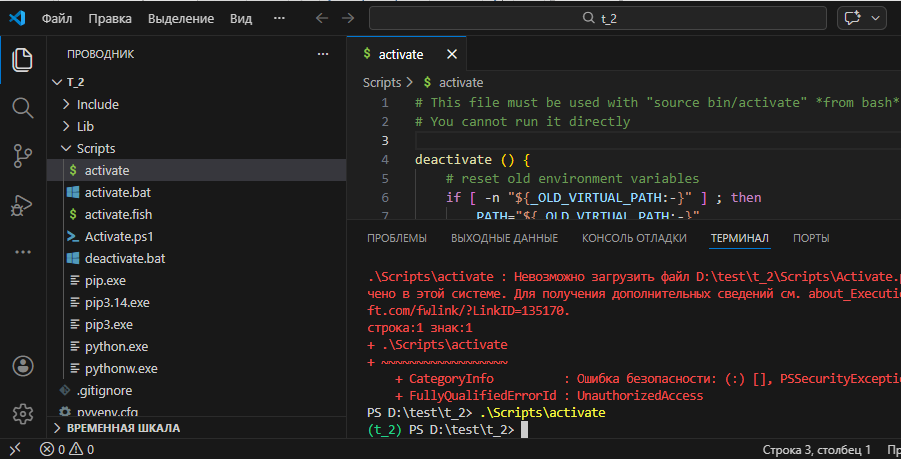 Файл Правка Выделение Вид ··· t_2
ПРОВОДНИК ···
T_2
Include
Lib
Scripts
activate
activate.bat
activate.fish
Activate.ps1
deactivate.bat
pip.exe
pip3.14.exe
pip3.exe
python.exe
pythonw.exe
.gitignore
pyvenv.cfg
ВРЕМЕННАЯ ШКАЛА
activate
Scripts > activate
1 # This file must be used with "source bin/activate" *from bash*
2 # You cannot run it directly
3
4 deactivate () {
5 # reset old environment variables
6 if [ -n "${_OLD_VIRTUAL_PATH:-}" ] ; then
7 PATH="${_OLD_VIRTUAL_PATH:-}"
ПРОБЛЕМЫ ВЫХОДНЫЕ ДАННЫЕ КОНСОЛЬ ОТЛАДКИ ТЕРМИНАЛ ПОРТЫ
.\Scripts\activate : Невозможно загрузить файл D:\test\t_2\Scripts\Activate.p
чено в этой системе. Для получения дополнительных сведений см. about_Executi
ft.com/fwlink/?LinkID=135170.
строка:1 знак:1
+ .\Scripts\activate
+ ~~~~~~~~~~~~~~~~~~
+ CategoryInfo : Ошибка безопасности: (:) [], PSSecurityExcepti
+ FullyQualifiedErrorId : UnauthorizedAccess
PS D:\test\t_2> .\Scripts\activate
(t_2) PS D:\test\t_2>
0 0 Строка 3, столбец 1 Пр